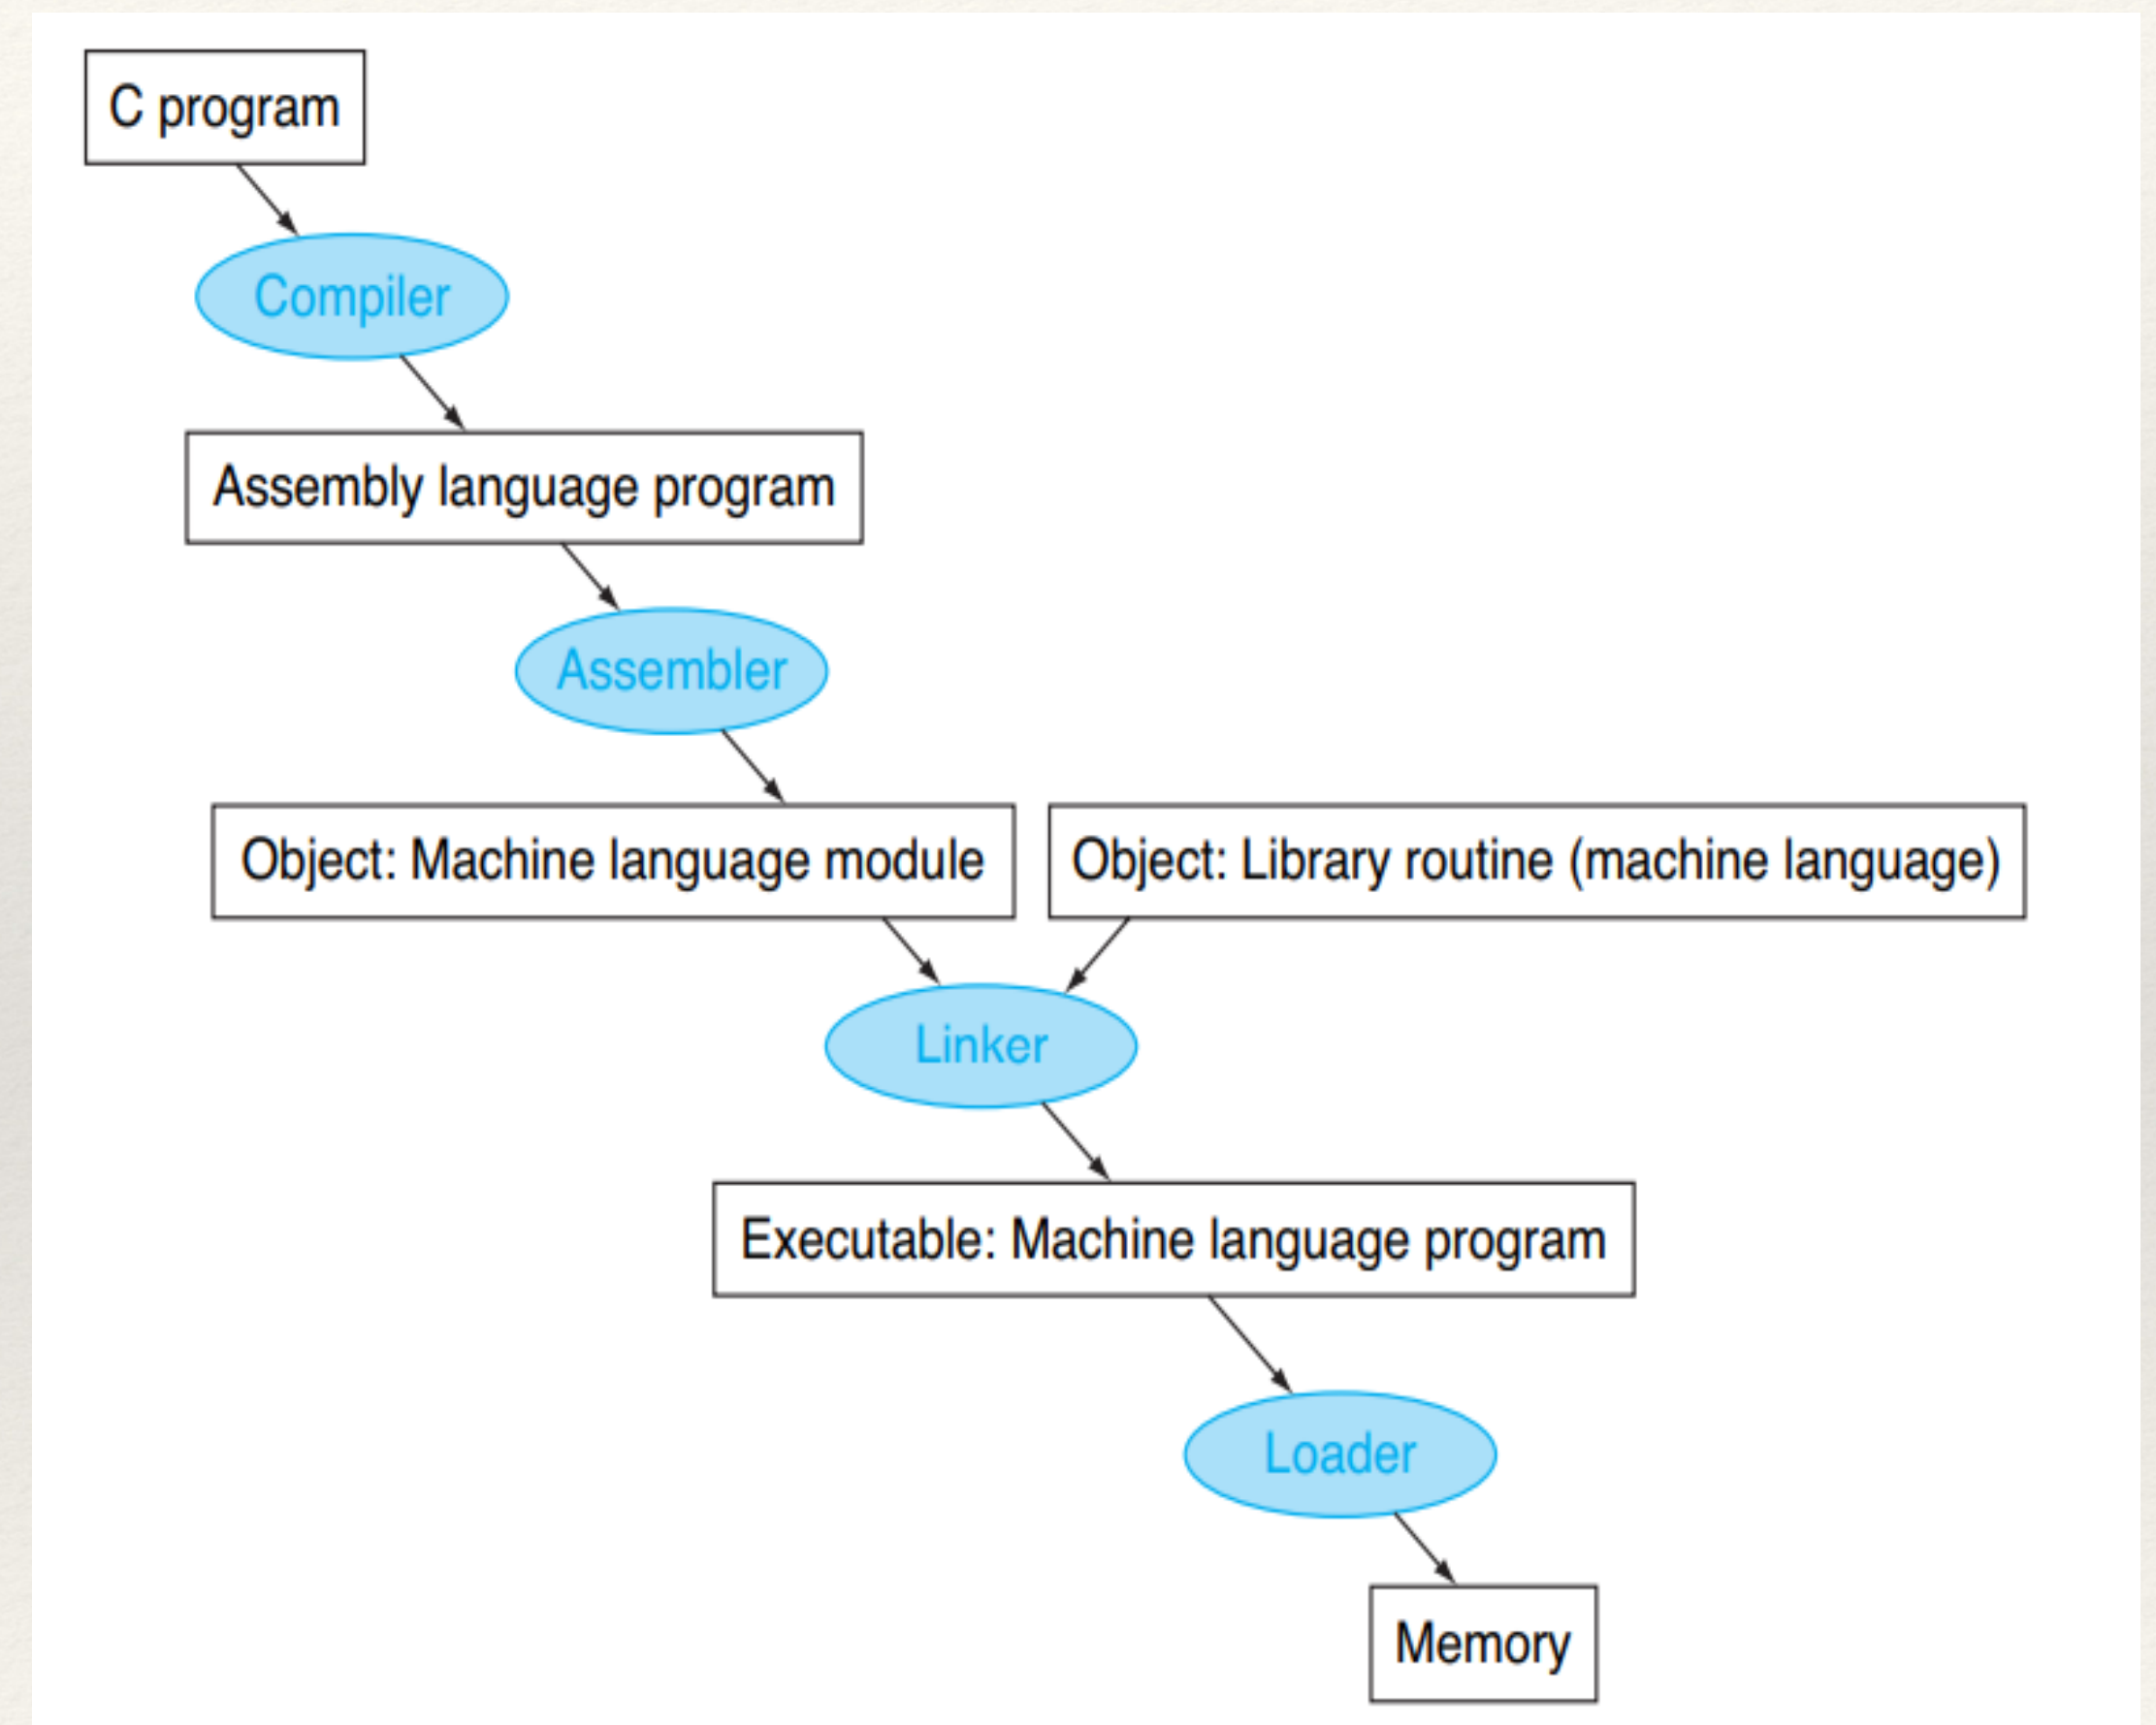 C program
Compiler
Assembly language program
Assembler
Object: Machine language module
Object: Library routine (machine language)
Linker
Executable: Machine language program
Loader
Memory